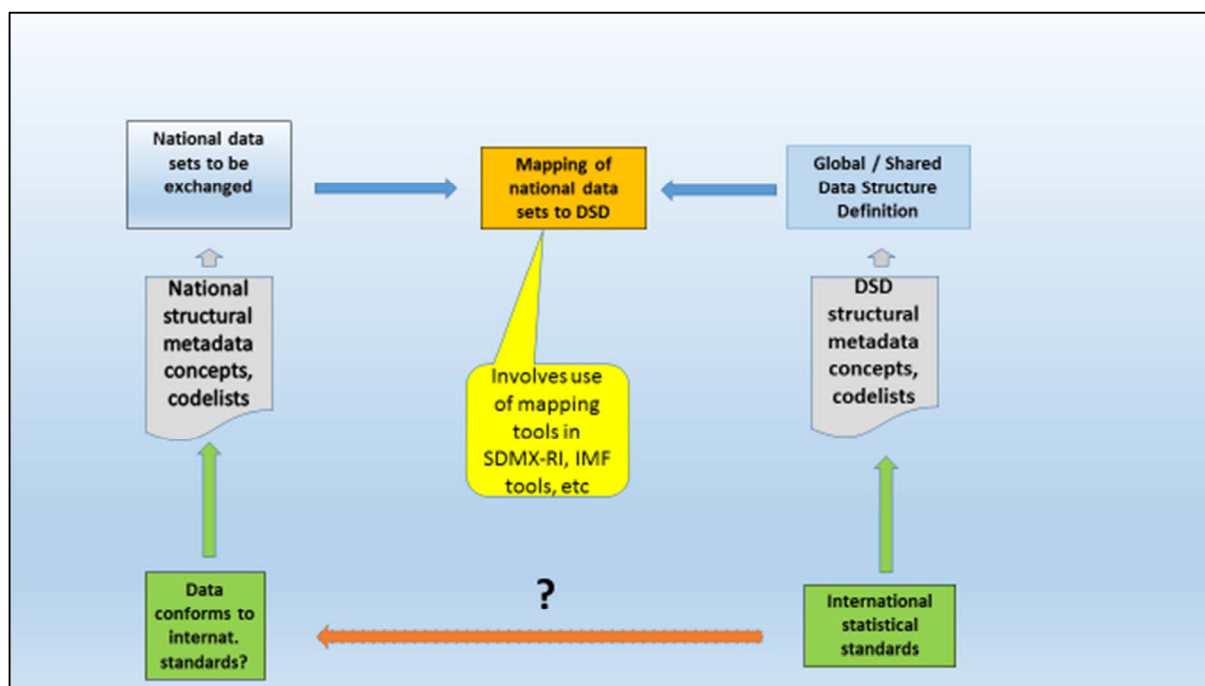 National data
sets to be
exchanged
Mapping of
national data
sets to DSD
Global / Shared
Data Structure
Definition
National
structural
metadata
concepts,
codelists
Involves use
of mapping
tools in
SDMX-RI, IMF
tools, etc
DSD
structural
metadata
concepts,
codelists
Data
conforms to
internat.
standards?
?
International
statistical
standards